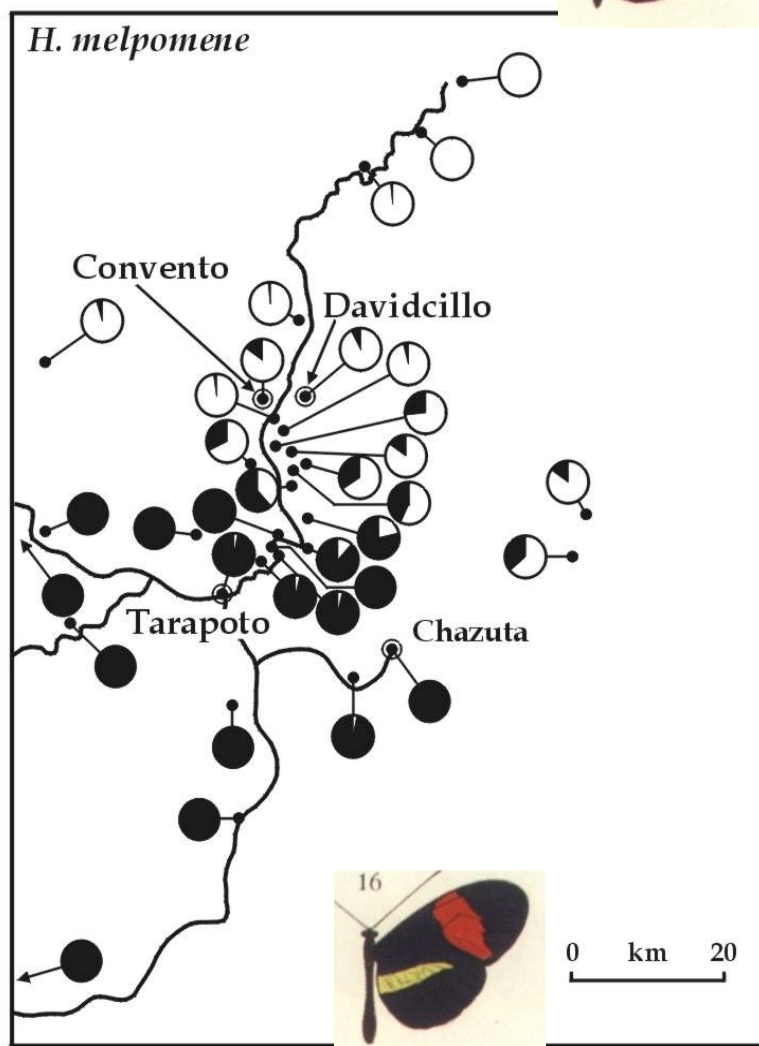 H. melpomene
Convento
Davidcillo
Tarapoto
Chazuta
16
0 km 20